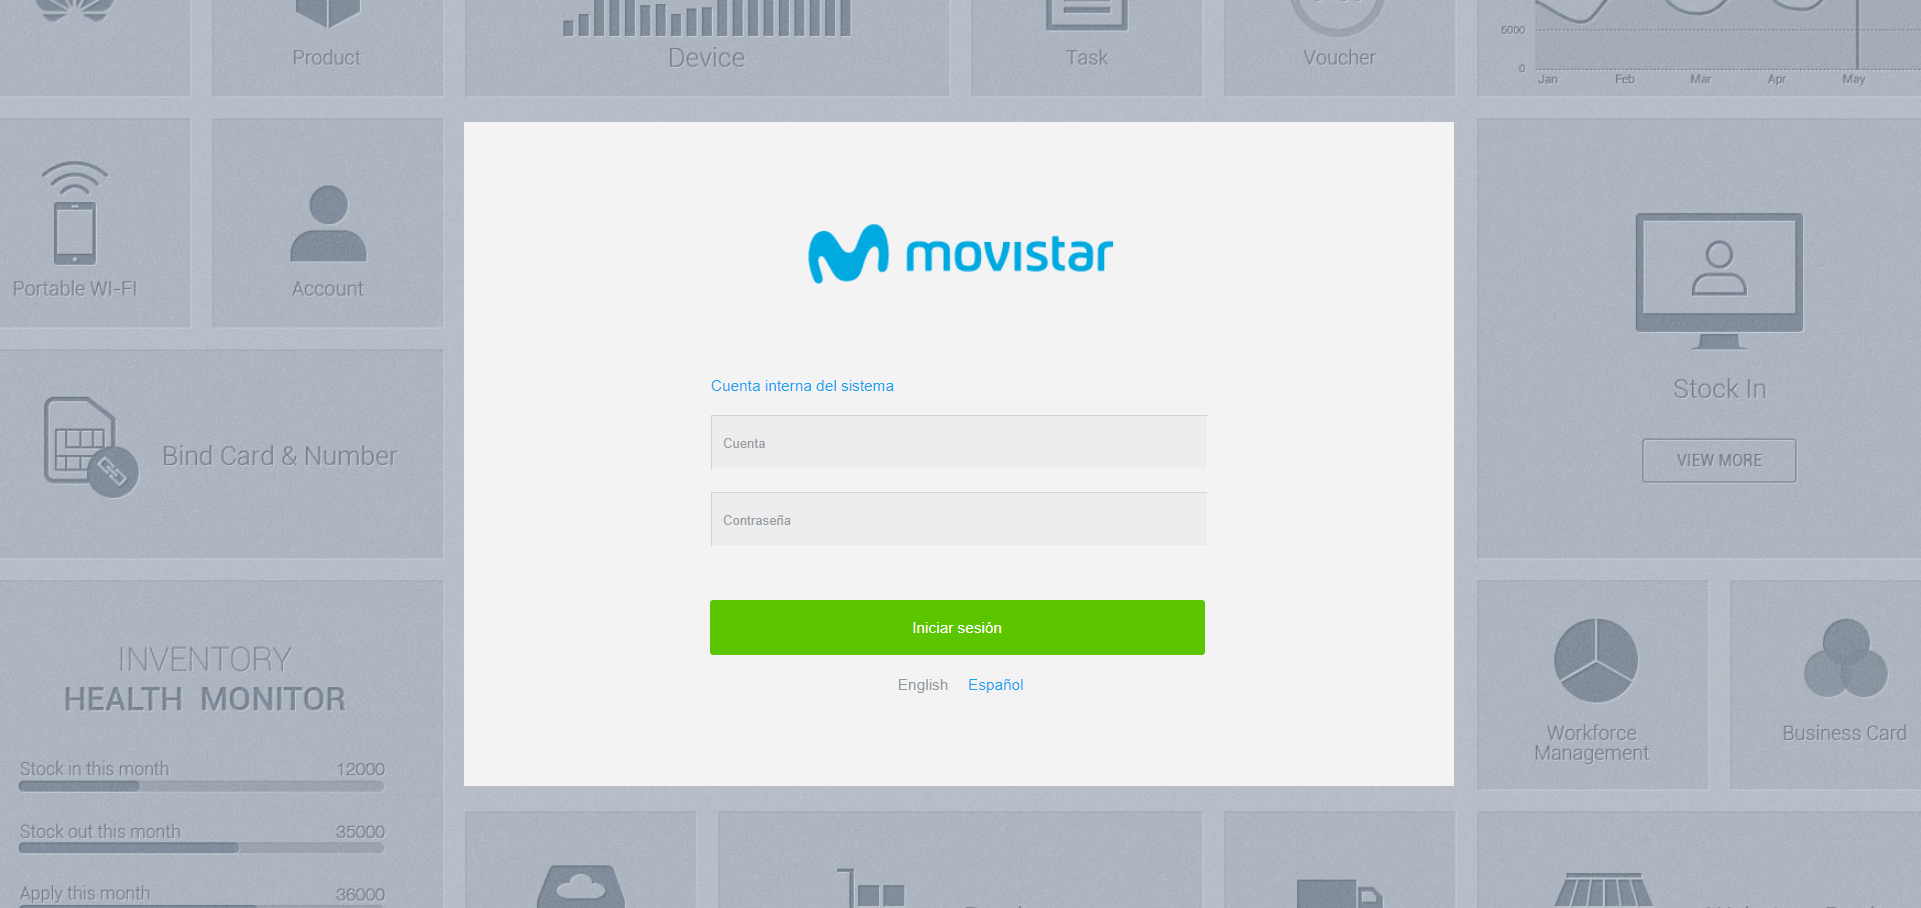 Product
Device
Task
Voucher
5000
0
Jan Feb Mar Apr May
Portable WI-FI
Account
movistar
Cuenta interna del sistema
Cuenta
Contraseña
Iniciar sesión
English Español
Bind Card & Number
Stock In
VIEW MORE
INVENTORY
HEALTH MONITOR
Stock in this month 12000
Stock out this month 35000
Apply this month 36000
Workforce
Management
Business Card